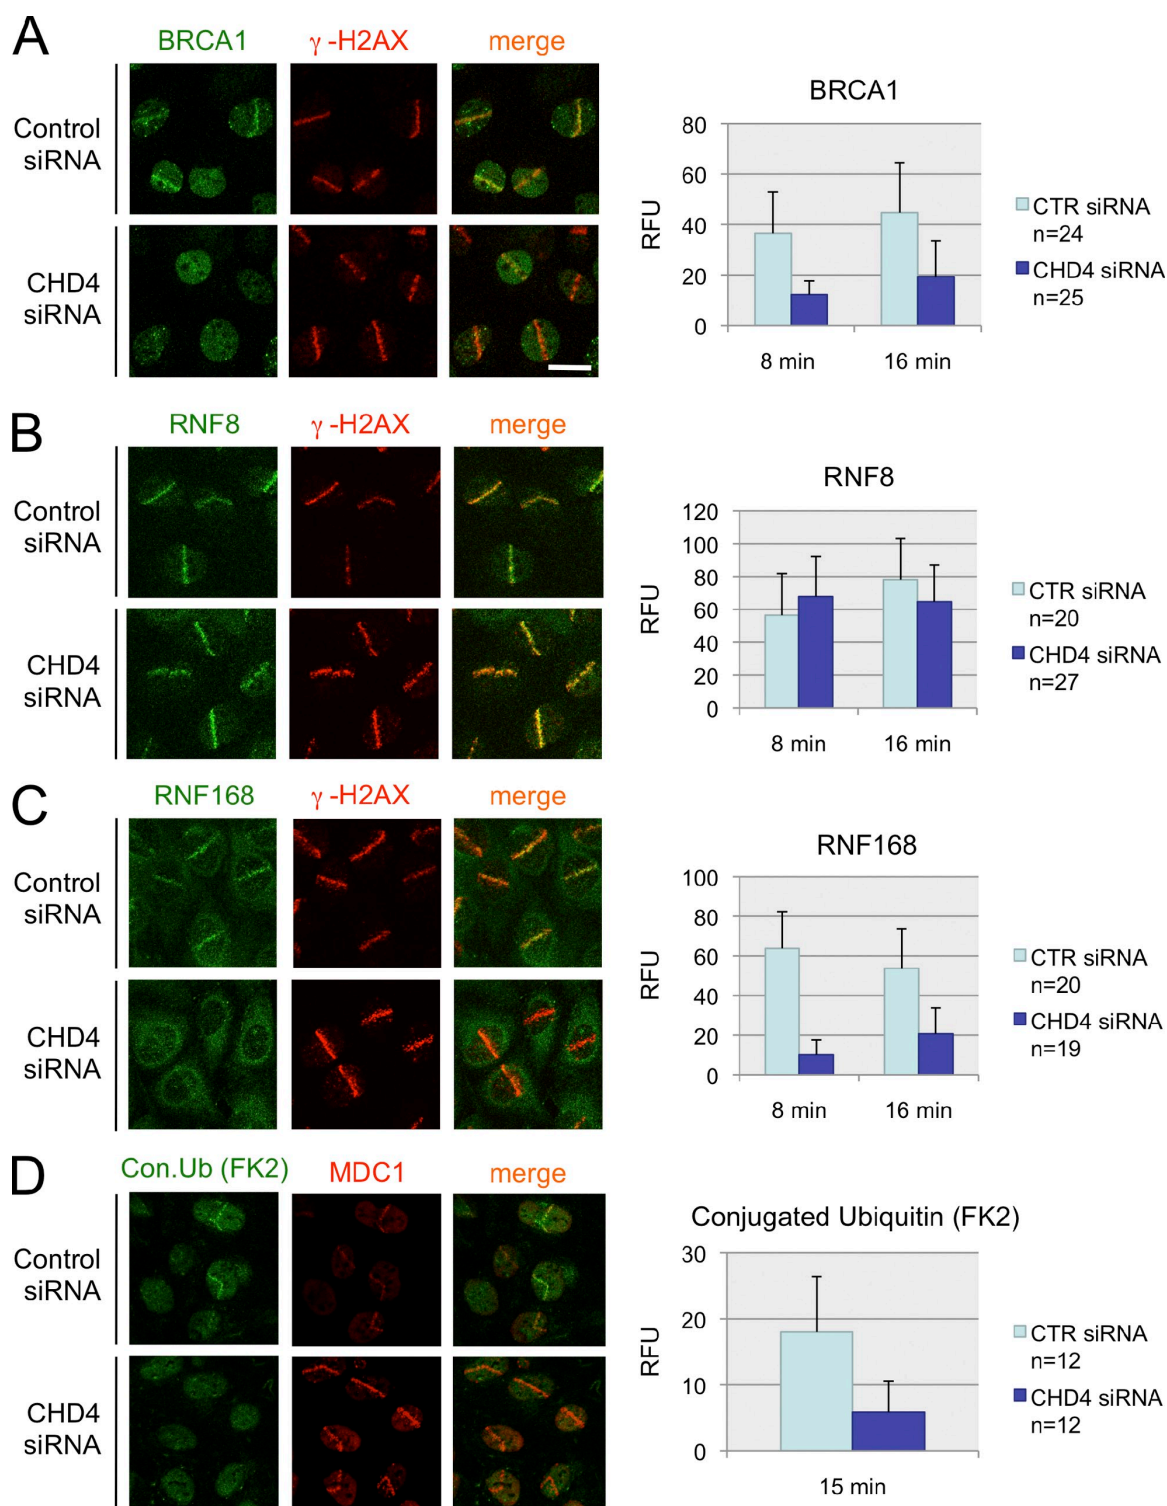 A
BRCA1
γ-H2AX
merge
Control
siRNA
CHD4
siRNA
BRCA1
80
60
40
20
0
RFU
8 min
16 min
CTR siRNA
n=24
CHD4 siRNA
n=25
B
RNF8
γ-H2AX
merge
Control
siRNA
CHD4
siRNA
RNF8
120
100
80
60
40
20
0
RFU
8 min
16 min
CTR siRNA
n=20
CHD4 siRNA
n=27
C
RNF168
γ-H2AX
merge
Control
siRNA
CHD4
siRNA
RNF168
100
80
60
40
20
0
RFU
8 min
16 min
CTR siRNA
n=20
CHD4 siRNA
n=19
D
Con.Ub (FK2)
MDC1
merge
Control
siRNA
CHD4
siRNA
Conjugated Ubiquitin (FK2)
30
20
10
0
RFU
15 min
CTR siRNA
n=12
CHD4 siRNA
n=12